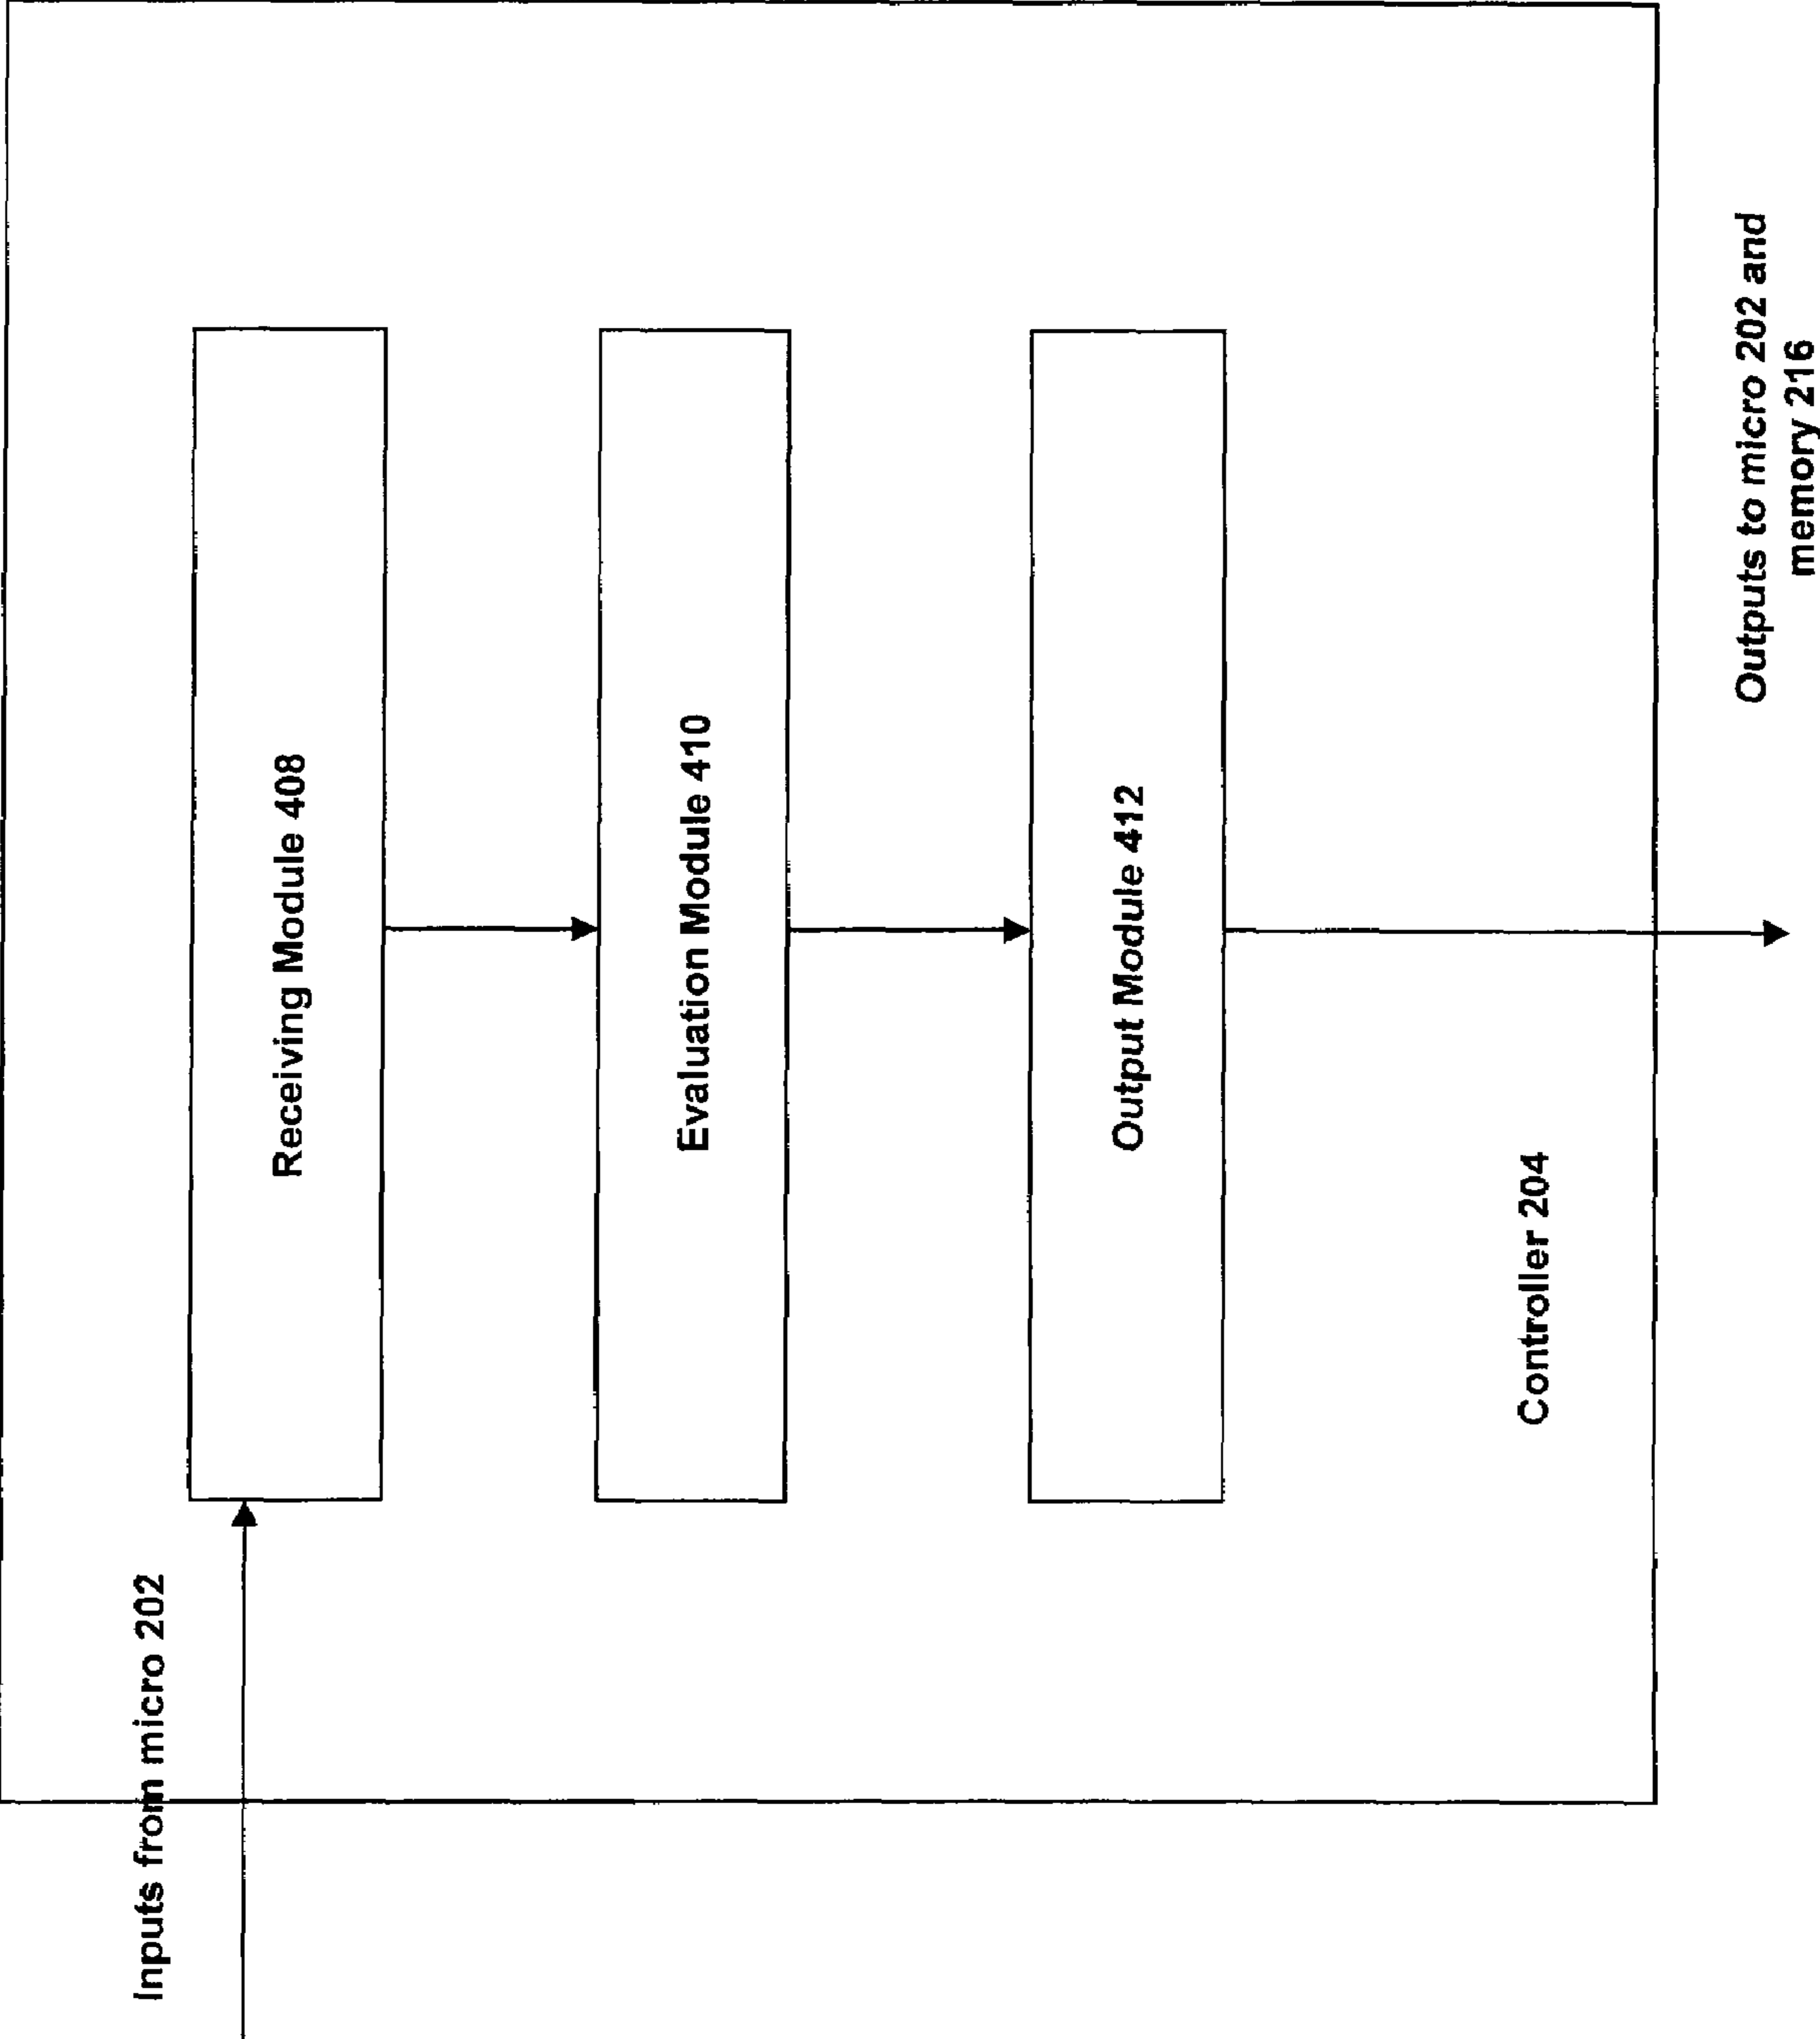 Inputs from micro 202
Receiving Module 408
Evaluation Module 410
Output Module 412
Controller 204
Outputs to micro 202 and
memory 216